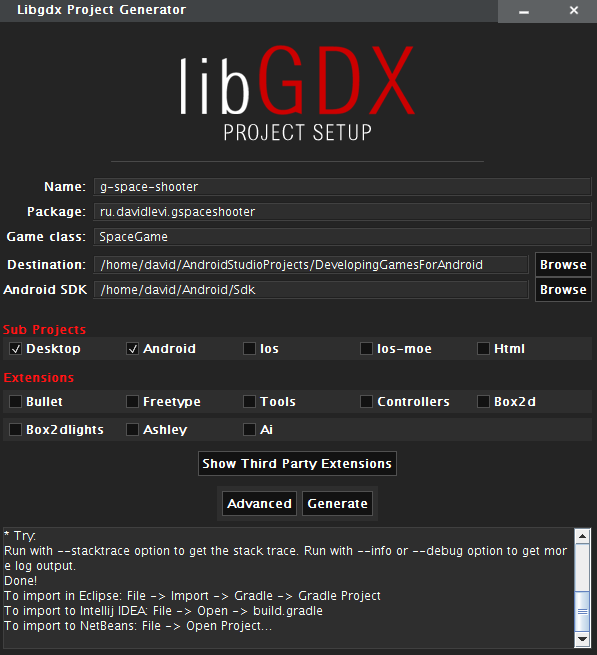 Libgdx Project Generator
libGDX
PROJECT SETUP
Name: g-space-shooter
Package: ru.davidlevi.gspaceshooter
Game class: SpaceGame
Destination: /home/david/AndroidStudioProjects/DevelopingGamesForAndroid Browse
Android SDK /home/david/Android/Sdk Browse
Sub Projects
Desktop Android Ios Ios-moe Html
Extensions
Bullet Freetype Tools Controllers Box2d
Box2dlights Ashley Ai
Show Third Party Extensions
Advanced Generate
* Try:
Run with --stacktrace option to get the stack trace. Run with --info or --debug option to get mor
e log output.
Done!
To import in Eclipse: File -> Import -> Gradle -> Gradle Project
To import to Intellij IDEA: File -> Open -> build.gradle
To import to NetBeans: File -> Open Project...